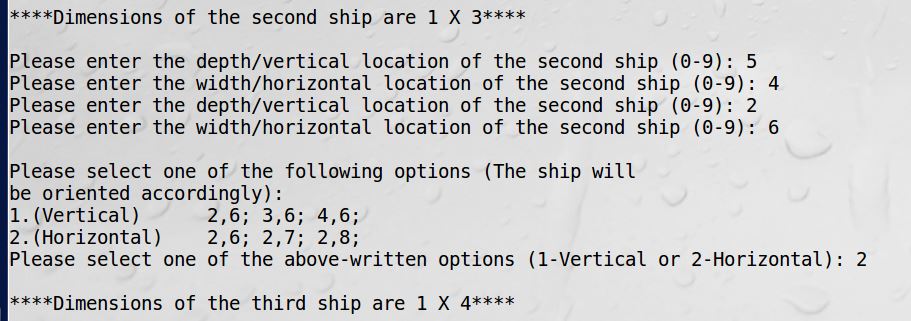 ****Dimensions of the second ship are 1 X 3****
Please enter the depth/vertical location of the second ship (0-9): 5
Please enter the width/horizontal location of the second ship (0-9): 4
Please enter the depth/vertical location of the second ship (0-9): 2
Please enter the width/horizontal location of the second ship (0-9): 6
Please select one of the following options (The ship will
be oriented accordingly):
1.(Vertical)      2,6; 3,6; 4,6;
2.(Horizontal)    2,6; 2,7; 2,8;
Please select one of the above-written options (1-Vertical or 2-Horizontal): 2
****Dimensions of the third ship are 1 X 4****